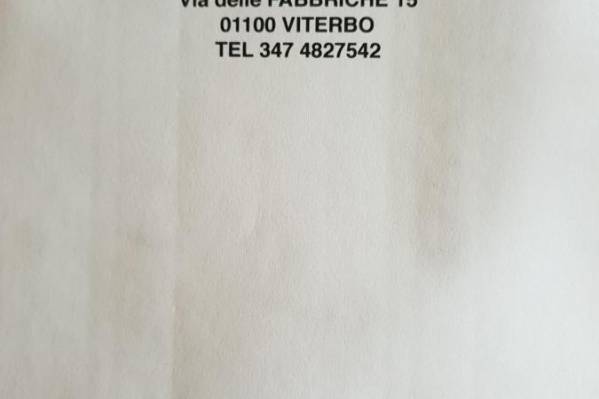 Via delle FABBRICHE 15
01100 VITERBO
TEL 347 4827542